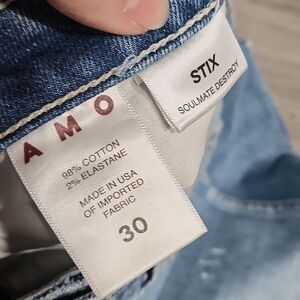 AMO
98% COTTON
2% ELASTANE
MADE IN USA
OF IMPORTED
FABRIC
30
STIX
SOULMATE DESTROY